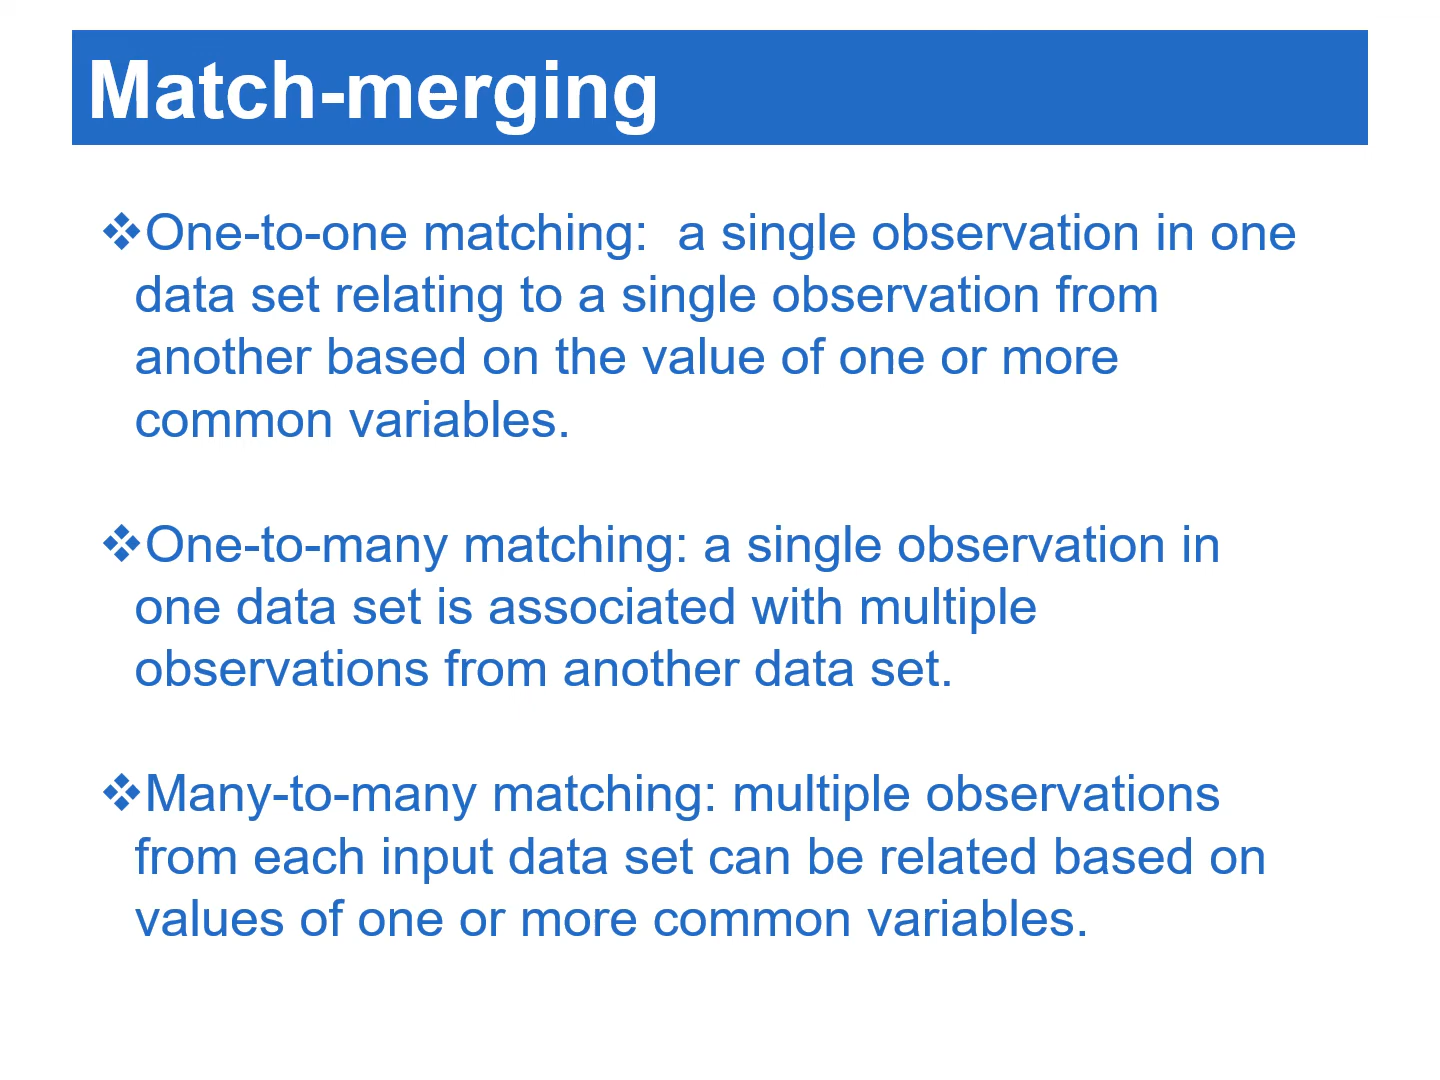 Match-merging
❖One-to-one matching:  a single observation in one
data set relating to a single observation from
another based on the value of one or more
common variables.
❖One-to-many matching: a single observation in
one data set is associated with multiple
observations from another data set.
❖Many-to-many matching: multiple observations
from each input data set can be related based on
values of one or more common variables.